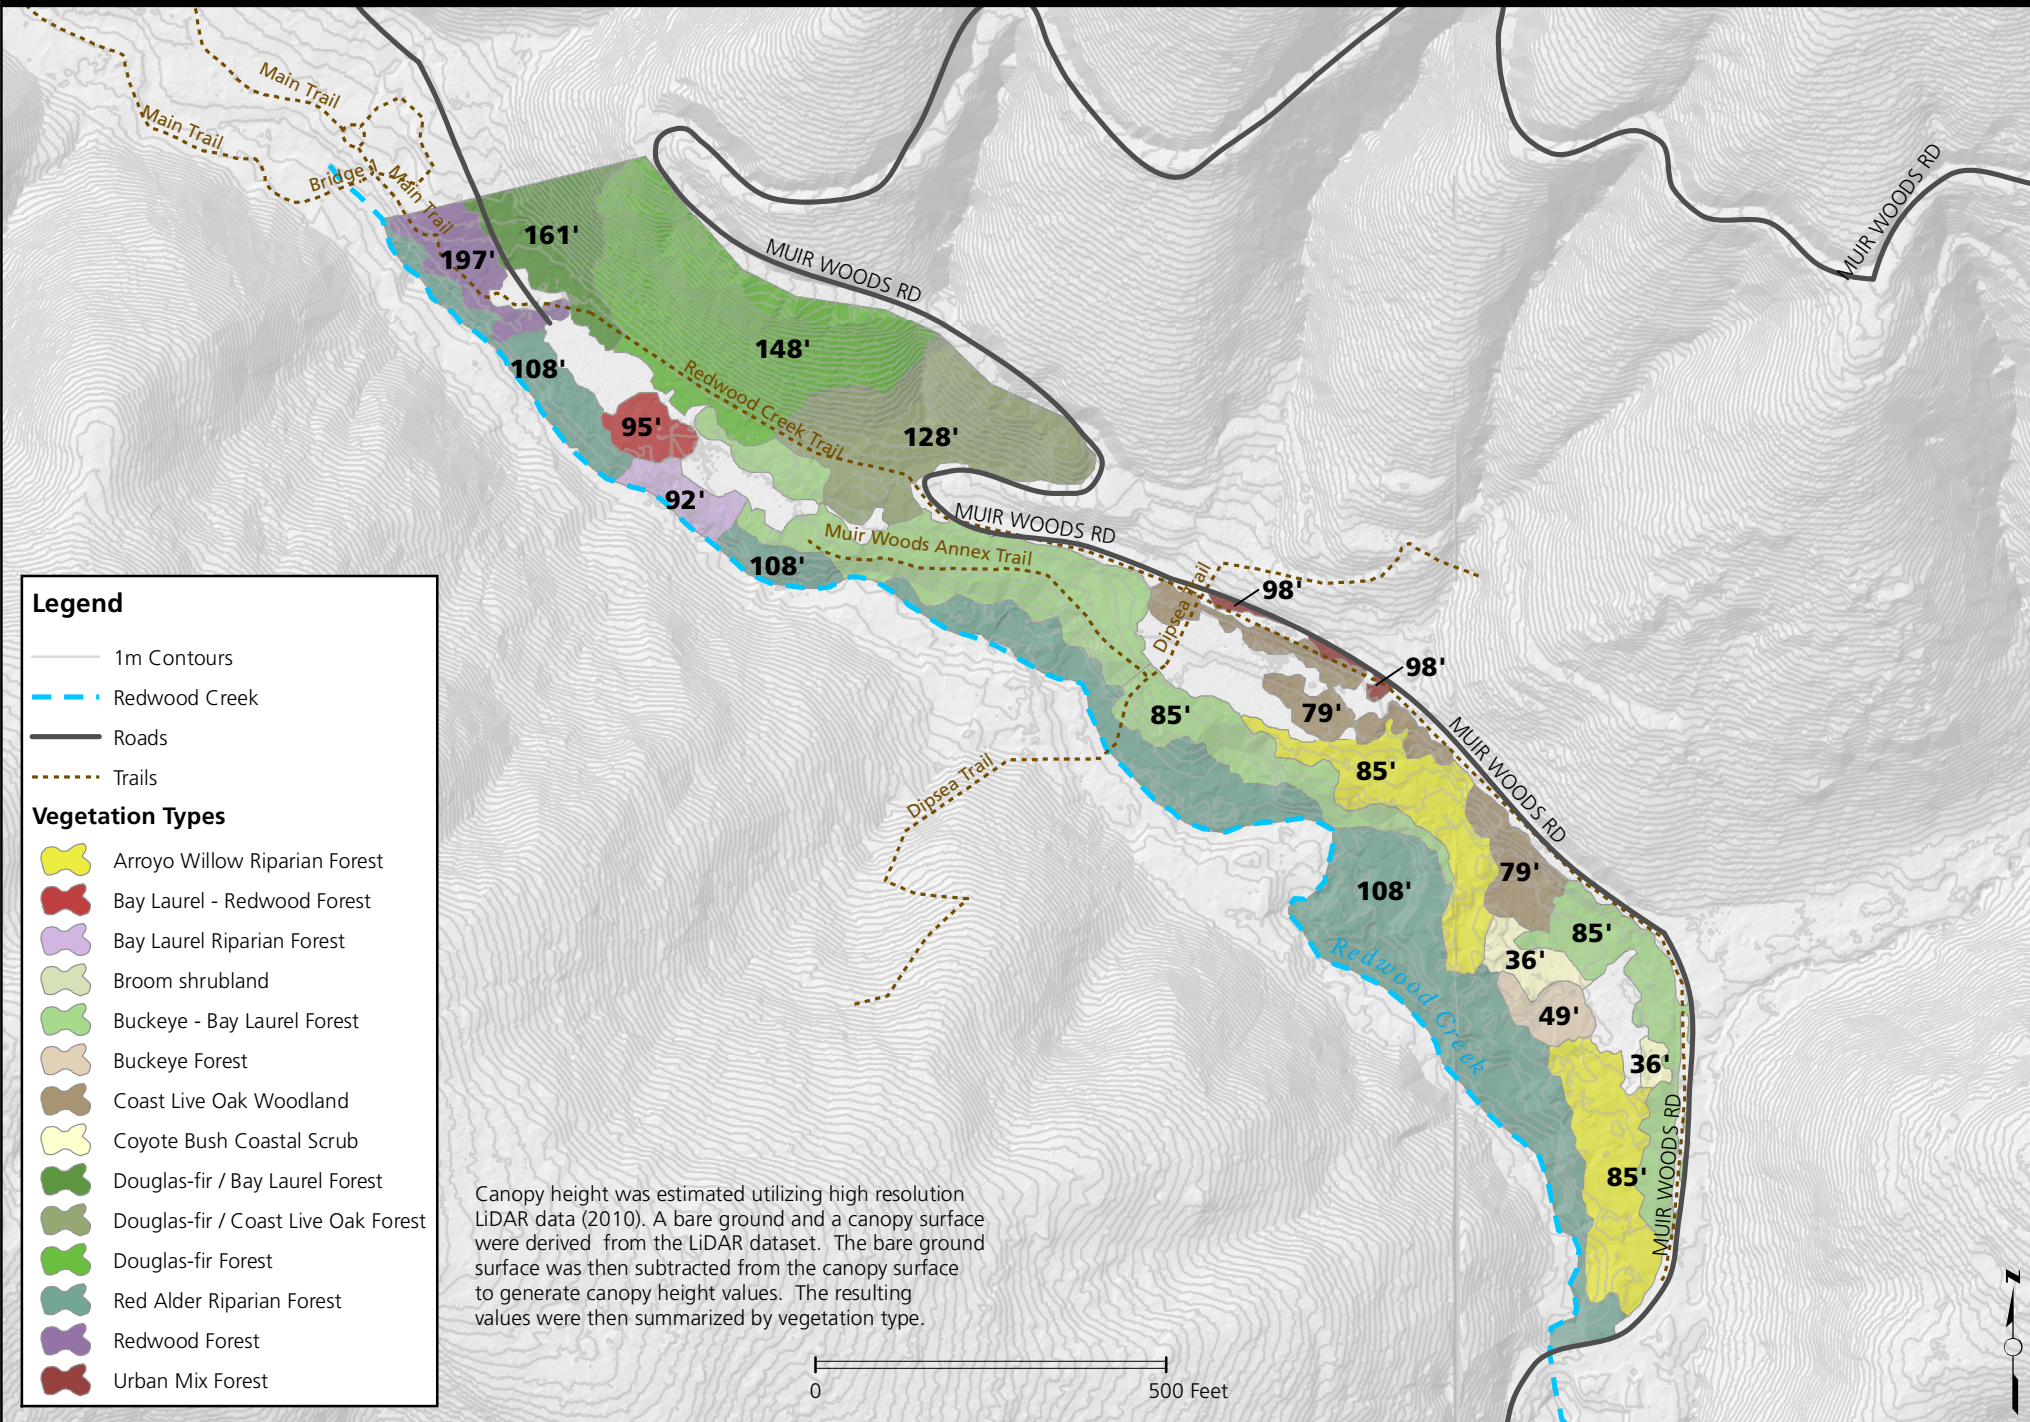 Main Trail
Main Trail
Bridge 1
Main Trail
MUIR WOODS RD
161'
197'
MUIR WOODS RD
148'
108'
Redwood Creek Trail
95'
128'
92'
MUIR WOODS RD
Muir Woods Annex Trail
108'
Dipsea Trail
98'
98'
85'
79'
MUIR WOODS RD
85'
Dipsea Trail
79'
108'
85'
36'
Redwood Creek
49'
36'
85'
MUIR WOODS RD
Legend
1m Contours
Redwood Creek
Roads
Trails
Vegetation Types
Arroyo Willow Riparian Forest
Bay Laurel - Redwood Forest
Bay Laurel Riparian Forest
Broom shrubland
Buckeye - Bay Laurel Forest
Buckeye Forest
Coast Live Oak Woodland
Coyote Bush Coastal Scrub
Douglas-fir / Bay Laurel Forest
Douglas-fir / Coast Live Oak Forest
Douglas-fir Forest
Red Alder Riparian Forest
Redwood Forest
Urban Mix Forest
Canopy height was estimated utilizing high resolution
LiDAR data (2010). A bare ground and a canopy surface
were derived from the LiDAR dataset. The bare ground
surface was then subtracted from the canopy surface
to generate canopy height values. The resulting
values were then summarized by vegetation type.
0 500 Feet
N